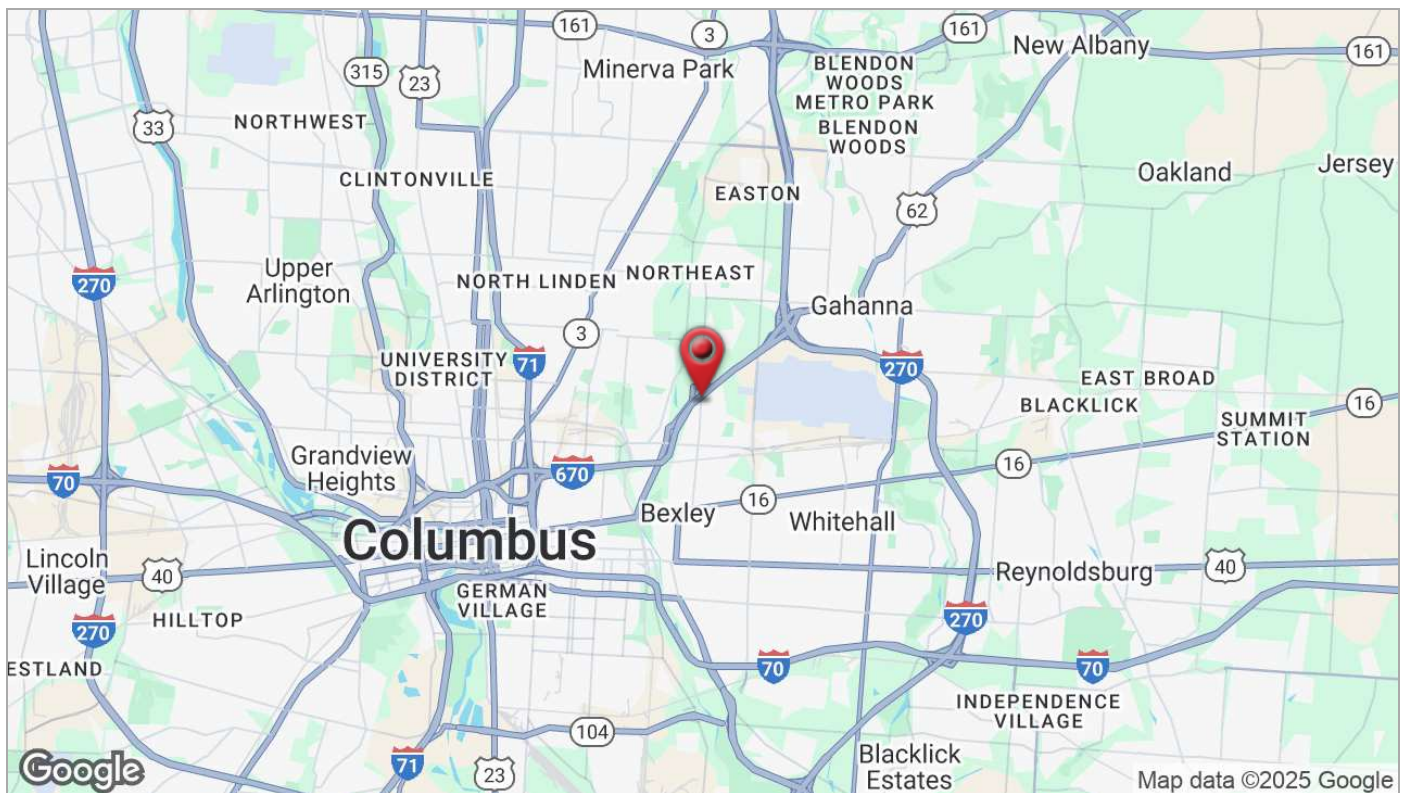 161
3
161
New Albany
161
Minerva Park
BLENDON
WOODS
METRO PARK
BLENDON
WOODS
315
23
33
NORTHWEST
CLINTONVILLE
EASTON
Oakland
Jersey
62
Upper
Arlington
NORTH LINDEN
NORTHEAST
270
Gahanna
3
UNIVERSITY
DISTRICT
71
270
EAST BROAD
BLACKLICK
16
SUMMIT
STATION
Grandview
Heights
70
670
16
16
Bexley
Whitehall
Columbus
Lincoln
Village
40
Reynoldsburg
40
GERMAN
VILLAGE
270
HILLTOP
270
ESTLAND
70
70
INDEPENDENCE
VILLAGE
104
71
23
Blacklick
Estates
Google
Map data ©2025 Google